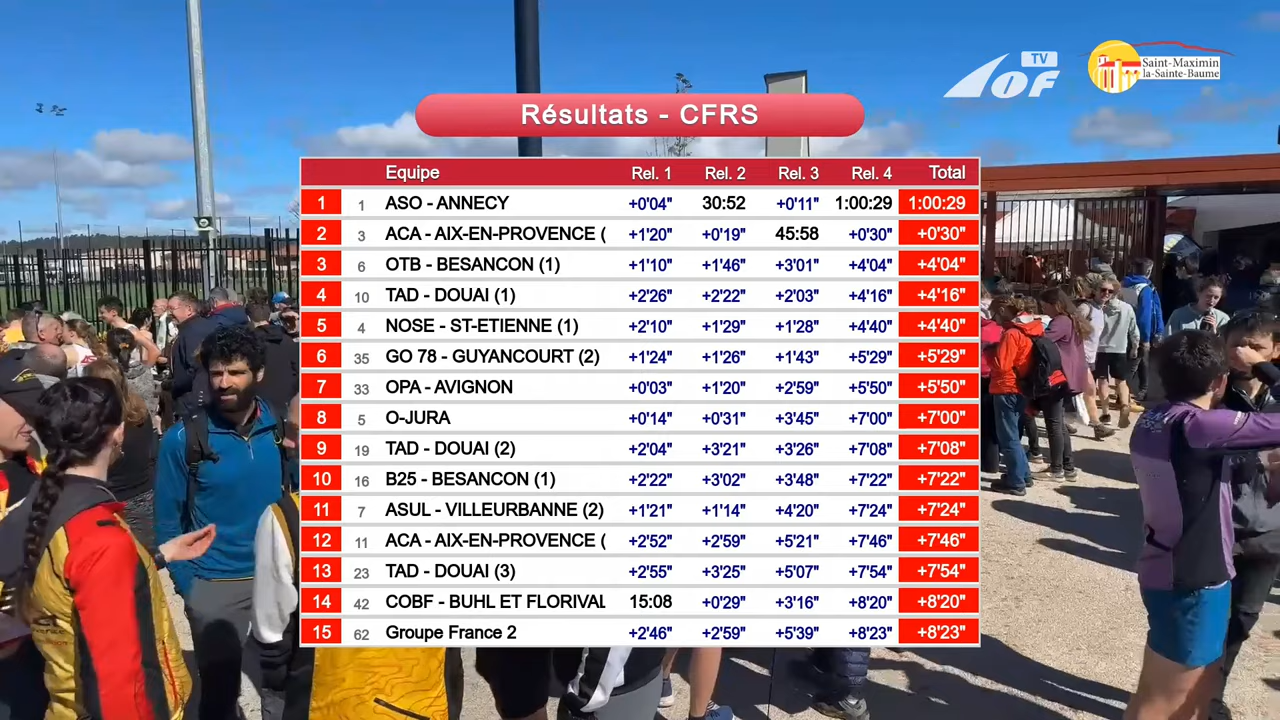 TV
OF
Saint-Maximin
la-Sainte-Baume
Résultats - CFRS
Equipe Rel. 1 Rel. 2 Rel. 3 Rel. 4 Total
1 1 ASO - ANNECY +0'04" 30:52 +0'11" 1:00:29 1:00:29
2 3 ACA - AIX-EN-PROVENCE ( +1'20" +0'19" 45:58 +0'30" +0'30"
3 6 OTB - BESANCON (1) +1'10" +1'46" +3'01" +4'04" +4'04"
4 10 TAD - DOUAI (1) +2'26" +2'22" +2'03" +4'16" +4'16"
5 4 NOSE - ST-ETIENNE (1) +2'10" +1'29" +1'28" +4'40" +4'40"
6 35 GO 78 - GUYANCOURT (2) +1'24" +1'26" +1'43" +5'29" +5'29"
7 33 OPA - AVIGNON +0'03" +1'20" +2'59" +5'50" +5'50"
8 5 O-JURA +0'14" +0'31" +3'45" +7'00" +7'00"
9 19 TAD - DOUAI (2) +2'04" +3'21" +3'26" +7'08" +7'08"
10 16 B25 - BESANCON (1) +2'22" +3'02" +3'48" +7'22" +7'22"
11 7 ASUL - VILLEURBANNE (2) +1'21" +1'14" +4'20" +7'24" +7'24"
12 11 ACA - AIX-EN-PROVENCE ( +2'52" +2'59" +5'21" +7'46" +7'46"
13 23 TAD - DOUAI (3) +2'55" +3'25" +5'07" +7'54" +7'54"
14 42 COBF - BUHL ET FLORIVAL 15:08 +0'29" +3'16" +8'20" +8'20"
15 62 Groupe France 2 +2'46" +2'59" +5'39" +8'23" +8'23"